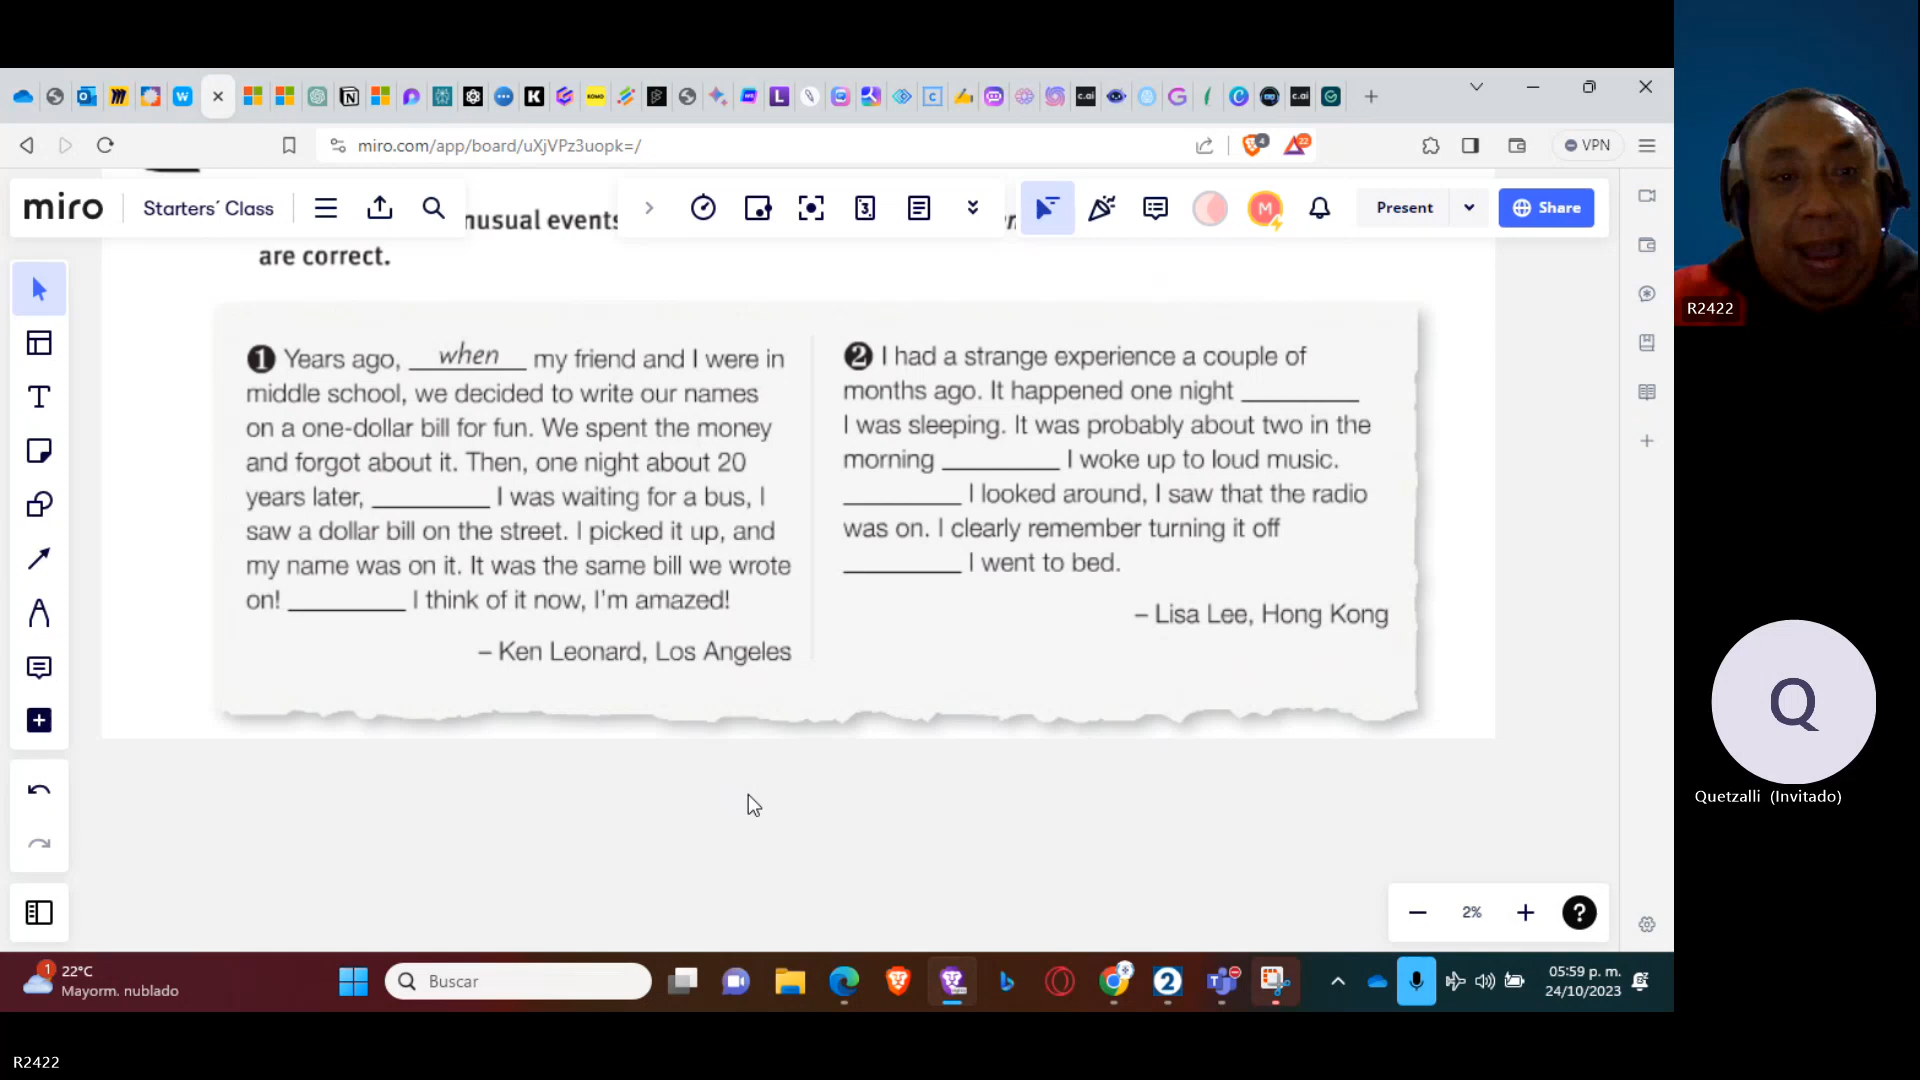 miro.com/app/board/uXjVPz3uopk=/
VPN
miro
Starters´ Class
Present
Share
nusual events
are correct.
1 Years ago, when my friend and I were in
middle school, we decided to write our names
on a one-dollar bill for fun. We spent the money
and forgot about it. Then, one night about 20
years later, __________ I was waiting for a bus, I
saw a dollar bill on the street. I picked it up, and
my name was on it. It was the same bill we wrote
on! __________ I think of it now, I'm amazed!
– Ken Leonard, Los Angeles
2 I had a strange experience a couple of
months ago. It happened one night __________
I was sleeping. It was probably about two in the
morning __________ I woke up to loud music.
__________ I looked around, I saw that the radio
was on. I clearly remember turning it off
__________ I went to bed.
– Lisa Lee, Hong Kong
2%
22°C
Mayorm. nublado
Buscar
05:59 p. m.
24/10/2023
R2422
Q
Quetzalli (Invitado)
R2422